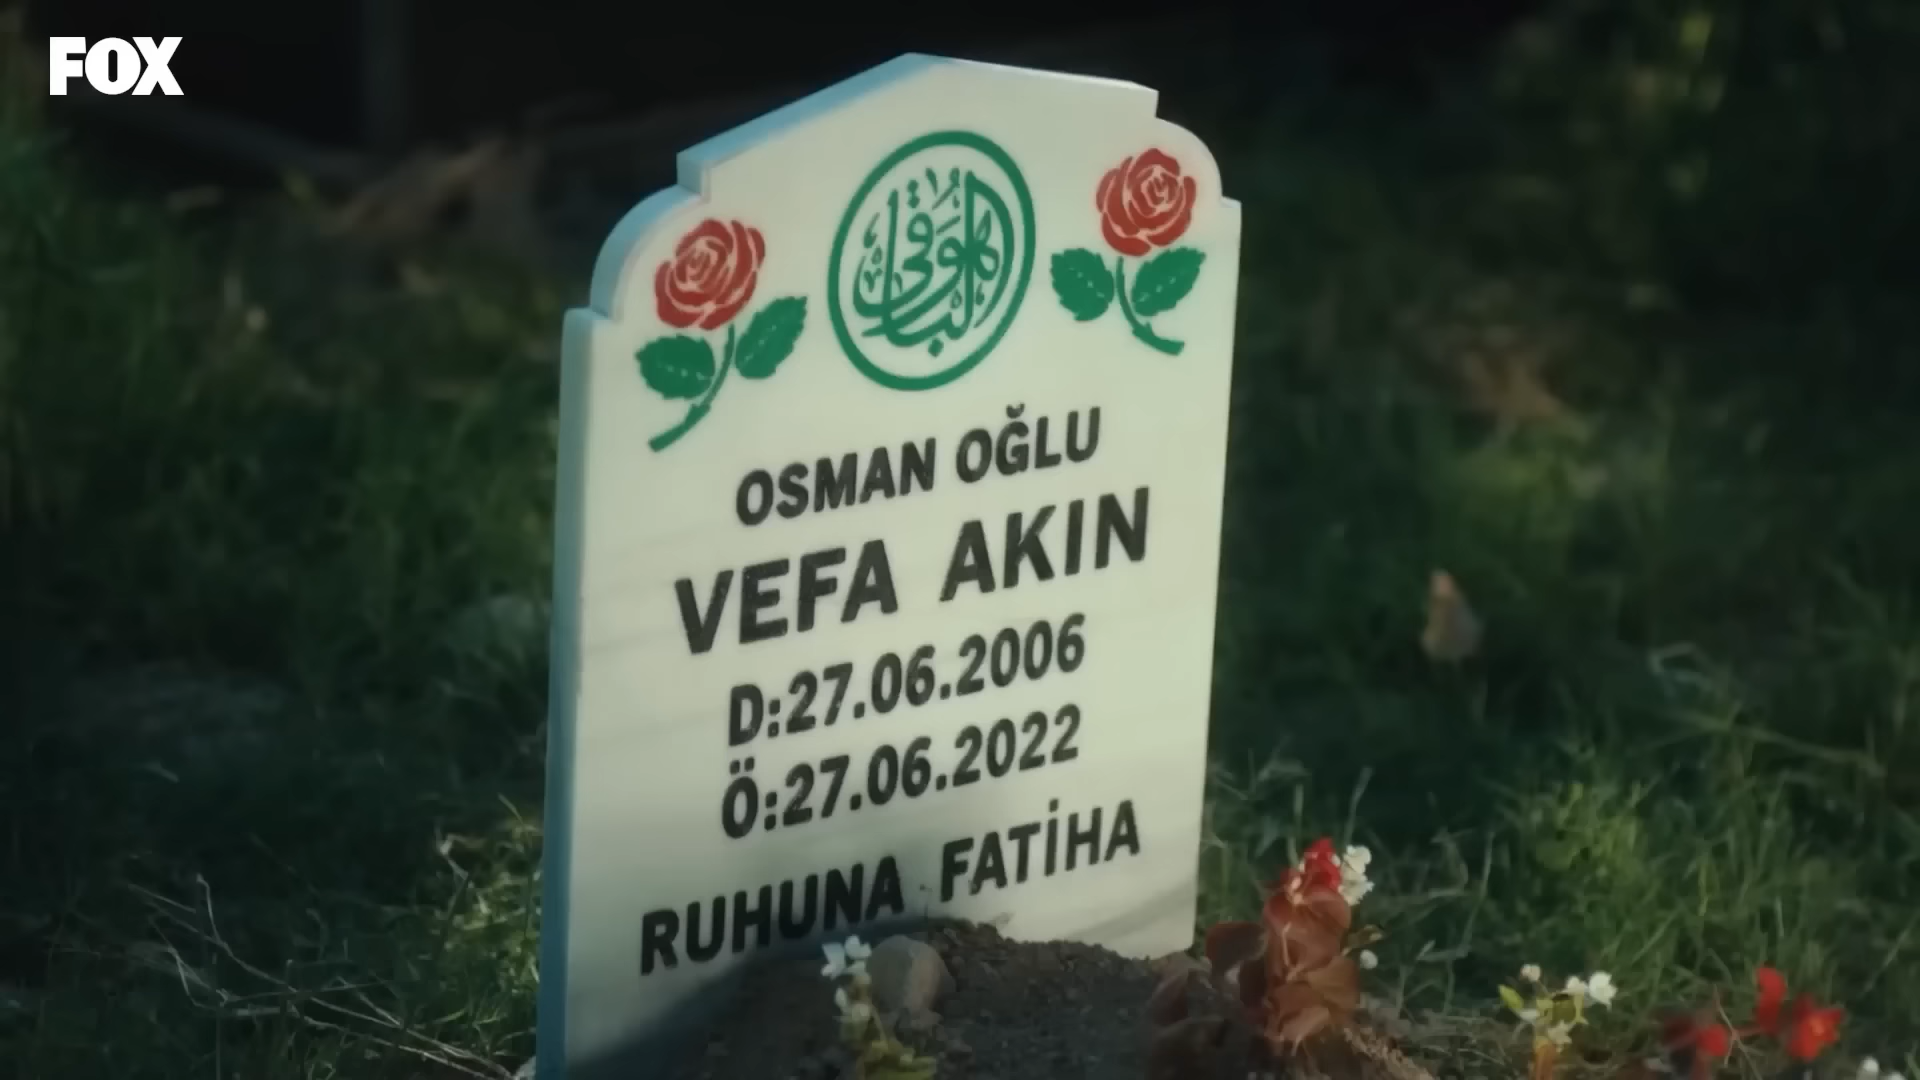 FOX
هو الباقي
OSMAN OĞLU
VEFA AKIN
D:27.06.2006
Ö:27.06.2022
RUHUNA FATİHA